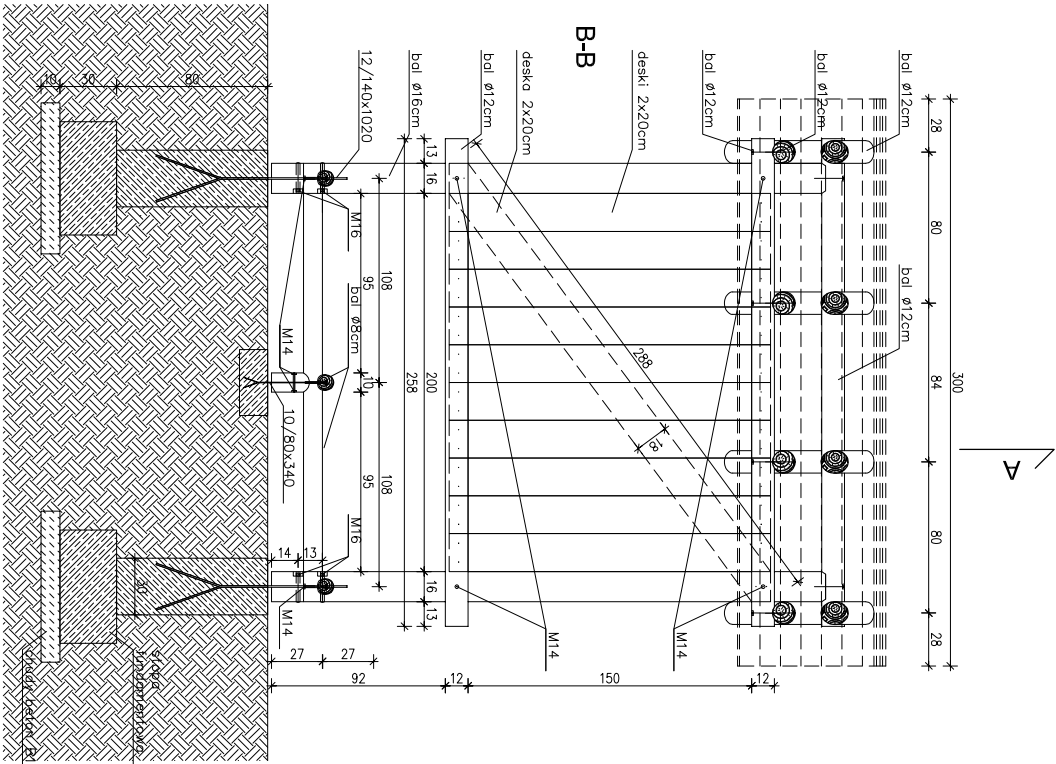 B-B
A
300
28
80
84
80
28
bal ø12cm
bal ø12cm
bal ø12cm
bal ø12cm
deski 2x20cm
deska 2x20cm
bal ø12cm
bal ø16cm
12/140x1020
13
16
200
258
16
13
288
18
M14
M14
12
150
12
92
M16
108
95
bal ø8cm
10
M14
10/80x340
108
95
M16
14
13
M14
27
27
80
30
10
30
stopa
fundamentowa
chudy beton B1